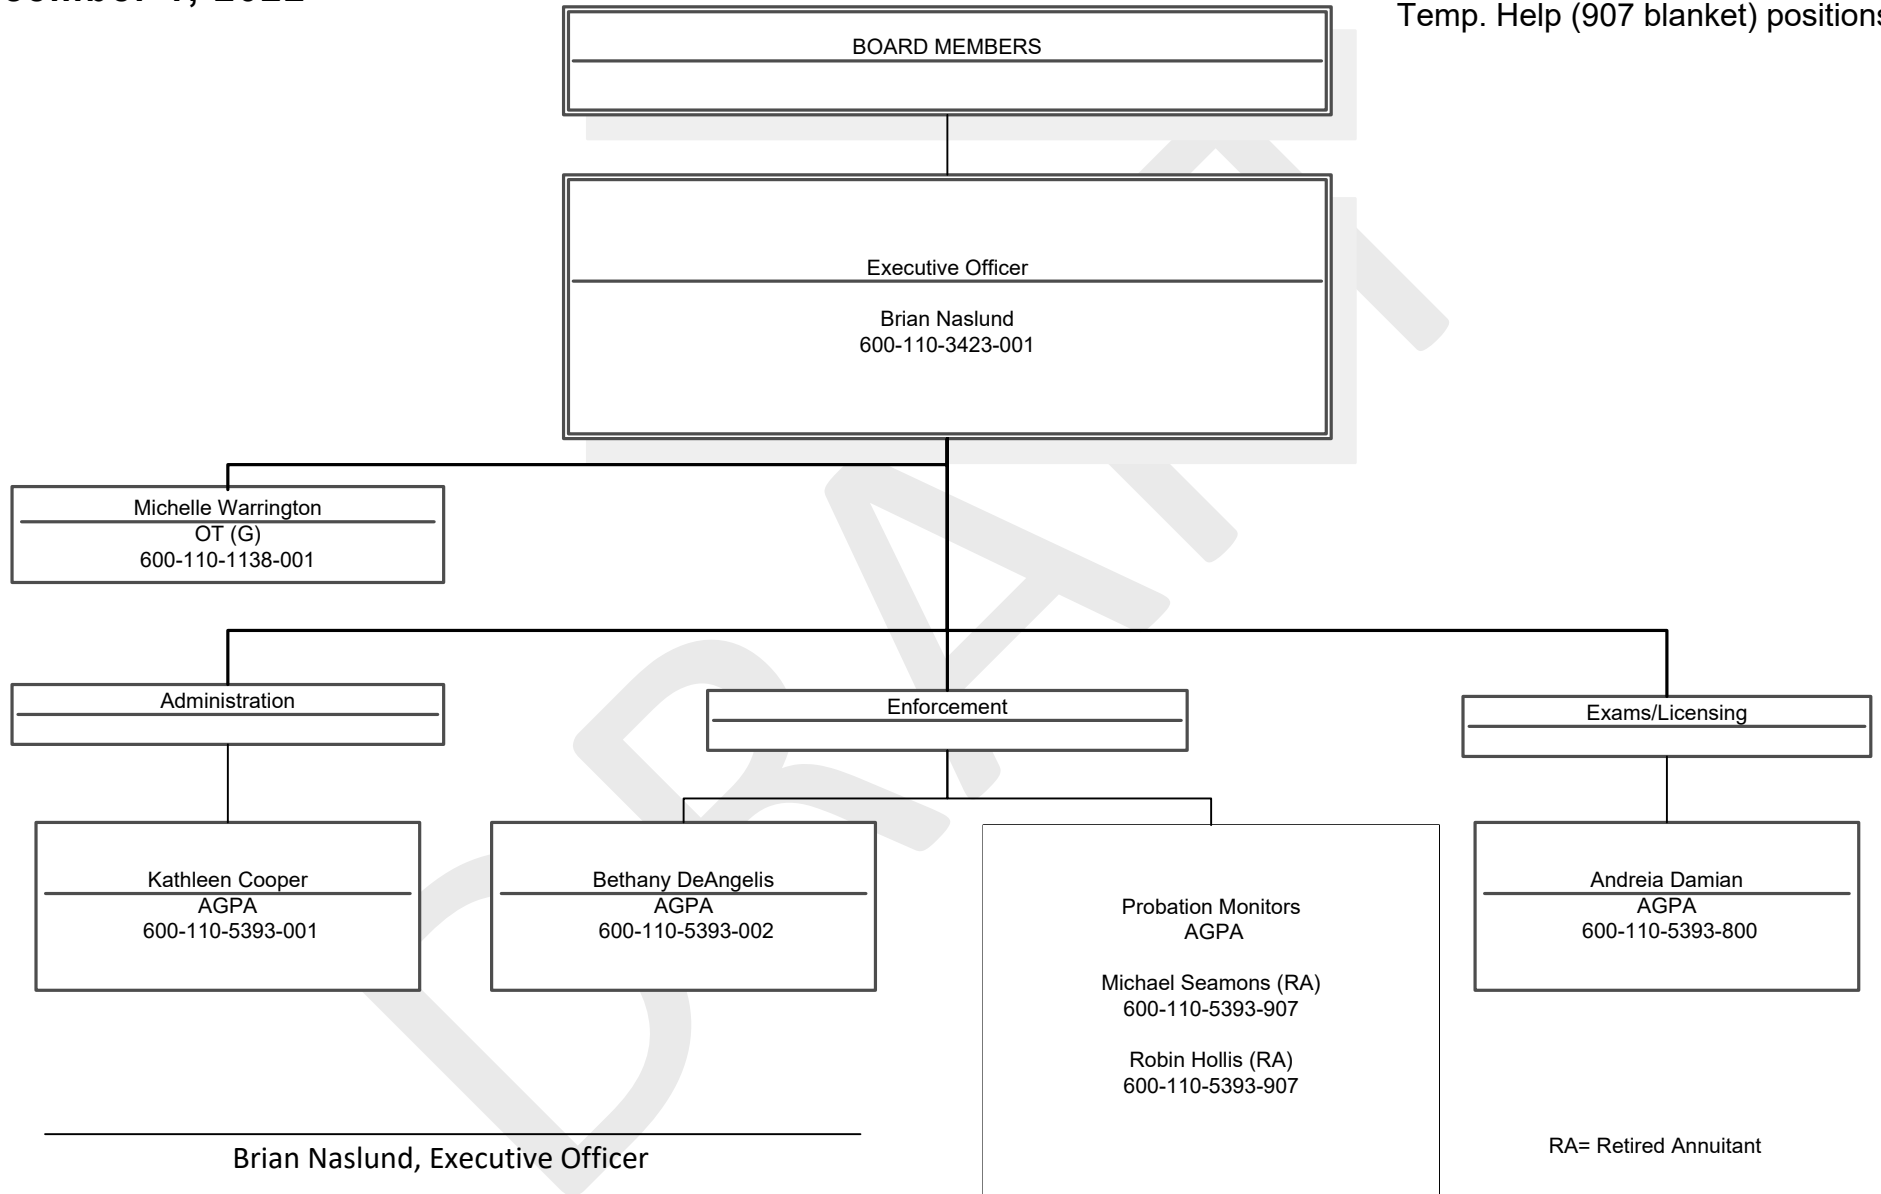 Temp. Help (907 blanket) positions
BOARD MEMBERS
Executive Officer
Brian Naslund
600-110-3423-001
Michelle Warrington
OT (G)
600-110-1138-001
Administration
Enforcement
Exams/Licensing
Kathleen Cooper
AGPA
600-110-5393-001
Bethany DeAngelis
AGPA
600-110-5393-002
Probation Monitors
AGPA
Michael Seamons (RA)
600-110-5393-907
Robin Hollis (RA)
600-110-5393-907
Andreia Damian
AGPA
600-110-5393-800
Brian Naslund, Executive Officer
RA= Retired Annuitant
DRAFT